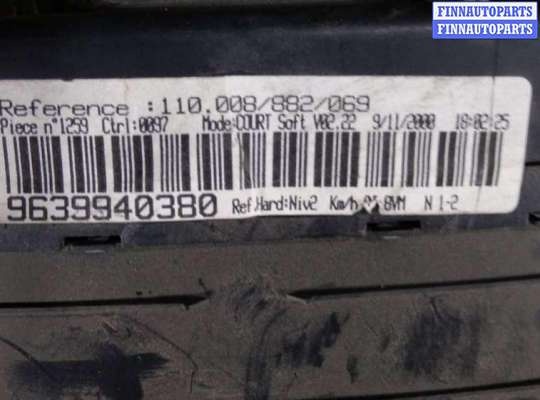 FINNAUTOPARTS
FINNAUTOPARTS
Reference :110.008/882/069
Piece n°1259 Ctrl:0097 Mode:COURT Soft V02.22 9/11/2000 18:02:25
9639940380 Ref.Hard:Niv2 Km/h 8VM N 1-2